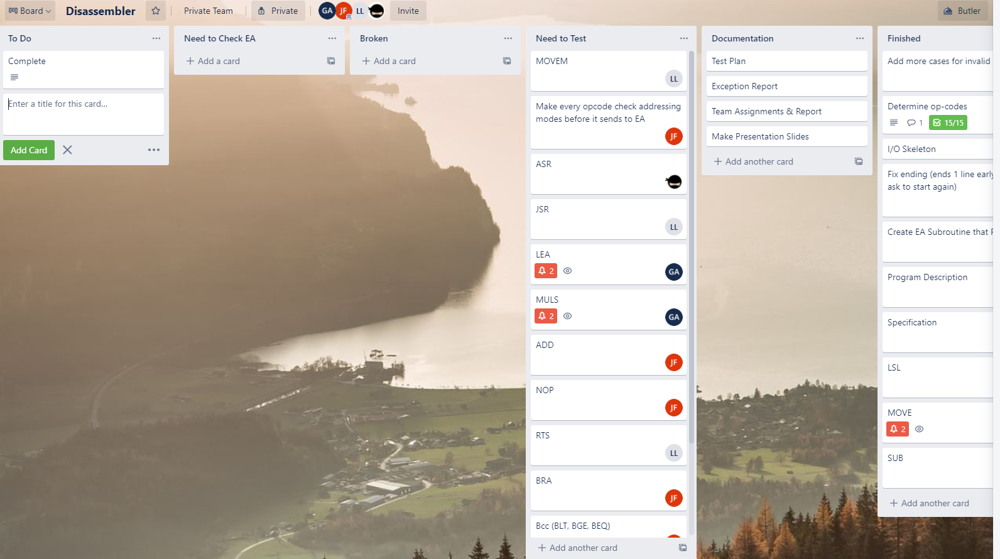 Board
Disassembler
Private Team
Private
GA
JF
LL
Invite
Butler
To Do
Complete
Enter a title for this card...
Add Card
Need to Check EA
Add a card
Broken
Add a card
Need to Test
MOVEM
LL
Make every opcode check addressing
modes before it sends to EA
JF
ASR
JSR
LL
LEA
2
GA
MULS
2
GA
ADD
JF
NOP
JF
RTS
LL
BRA
JF
Bcc (BLT, BGE, BEQ)
Add another card
Documentation
Test Plan
Exception Report
Team Assignments & Report
Make Presentation Slides
Add another card
Finished
Add more cases for invalid
Determine op-codes
1
15/15
I/O Skeleton
Fix ending (ends 1 line early
ask to start again)
Create EA Subroutine that
Program Description
Specification
LSL
MOVE
2
SUB
Add another card